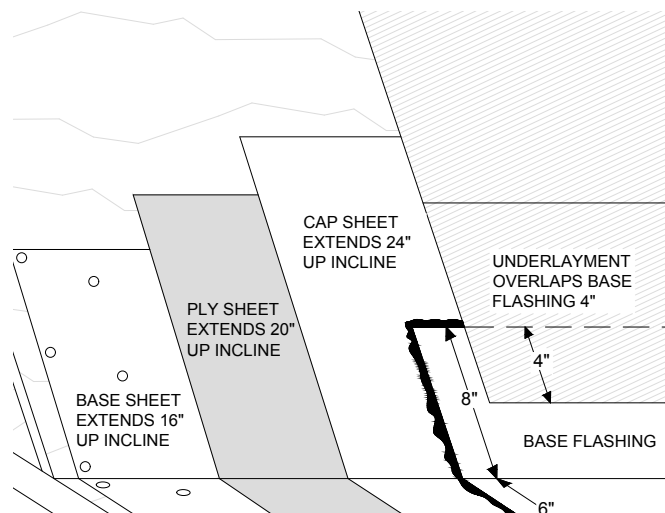 CAP SHEET
EXTENDS 24"
UP INCLINE
UNDERLAYMENT
OVERLAPS BASE
FLASHING 4"
PLY SHEET
EXTENDS 20"
UP INCLINE
4"
8"
BASE SHEET
EXTENDS 16"
UP INCLINE
BASE FLASHING
6"